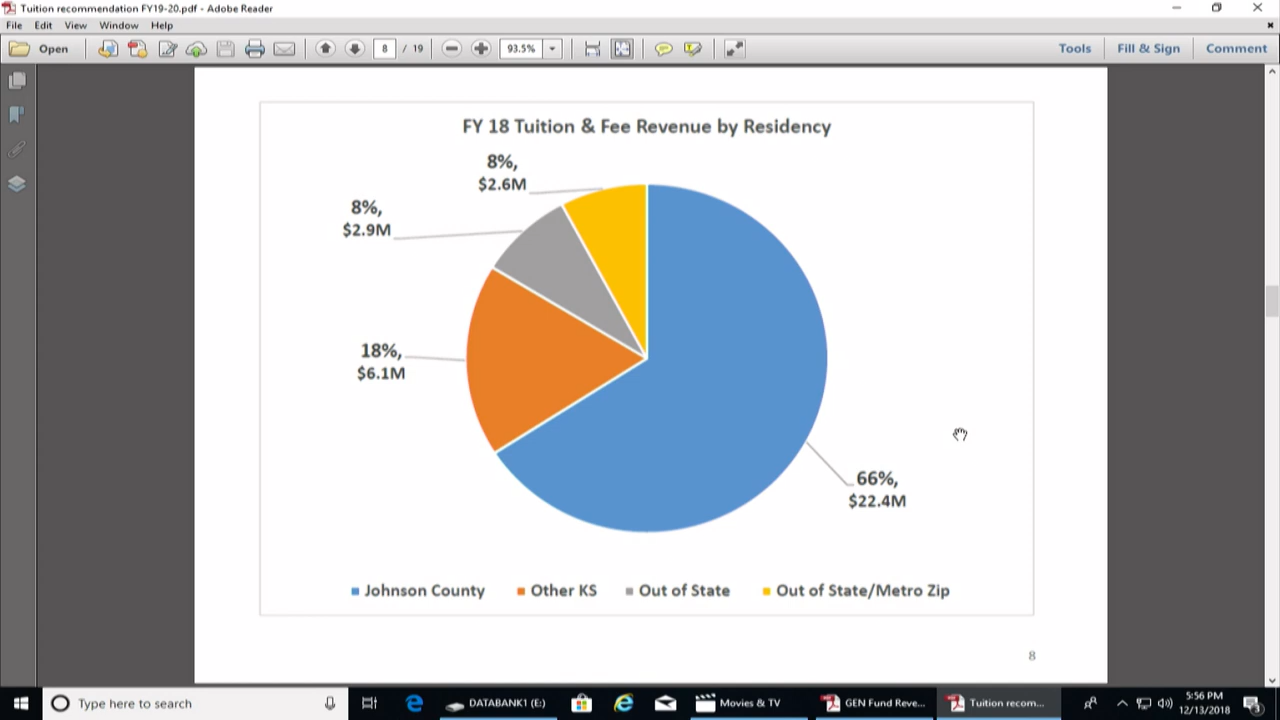 Tuition recommendation FY19-20.pdf - Adobe Reader
File Edit View Window Help
Open 8 / 19 93.5% Tools Fill & Sign Comment
FY 18 Tuition & Fee Revenue by Residency
8%,
$2.6M
8%,
$2.9M
18%,
$6.1M
66%,
$22.4M
Johnson County Other KS Out of State Out of State/Metro Zip
8
Type here to search DATABANK1 (E:) Movies & TV GEN Fund Reve... Tuition recom... 5:56 PM
12/13/2018